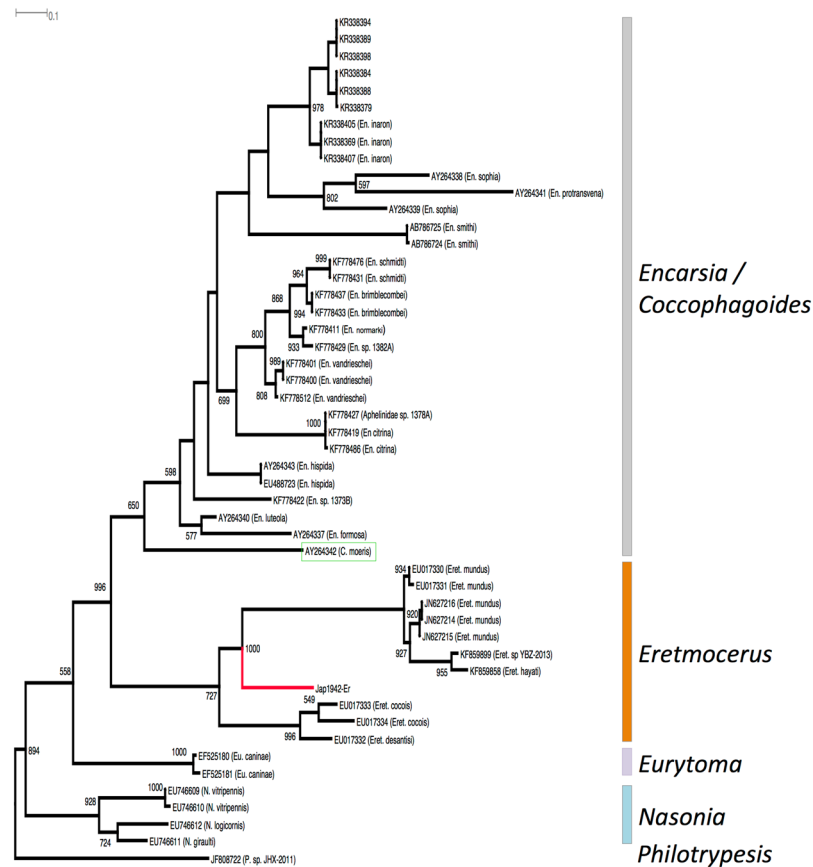 0.1
KR338394
KR338389
KR338398
KR338384
KR338388
KR338379
978
KR338405 (En. inaron)
KR338369 (En. inaron)
KR338407 (En. inaron)
AY264338 (En. sophia)
597
AY264341 (En. protransvena)
802
AY264339 (En. sophia)
AB786725 (En. smithi)
AB786724 (En. smithi)
999
KF778476 (En. schmidti)
964
KF778431 (En. schmidti)
868
KF778437 (En. brimblecombei)
994
KF778433 (En. brimblecombei)
KF778411 (En. normarki)
800
933
KF778429 (En. sp. 1382A)
989
KF778401 (En. vandrieschei)
KF778400 (En. vandrieschei)
808
KF778512 (En. vandrieschei)
699
KF778427 (Aphelinidae sp. 1378A)
1000
KF778419 (En citrina)
KF778486 (En. citrina)
AY264343 (En. hispida)
598
EU488723 (En. hispida)
KF778422 (En. sp. 1373B)
650
AY264340 (En. luteola)
577
AY264337 (En. formosa)
AY264342 (C. moeris)
Encarsia /
Coccophagoides
934
EU017330 (Eret. mundus)
EU017331 (Eret. mundus)
JN627216 (Eret. mundus)
920
JN627214 (Eret. mundus)
JN627215 (Eret. mundus)
996
927
KF859899 (Eret. sp YBZ-2013)
1000
955
KF859858 (Eret. hayati)
558
Jap1942-Er
727
549
EU017333 (Eret. cocois)
EU017334 (Eret. cocois)
996
EU017332 (Eret. desantisi)
Eretmocerus
894
1000
EF525180 (Eu. caninae)
EF525181 (Eu. caninae)
Eurytoma
1000
EU746609 (N. vitripennis)
928
EU746610 (N. vitripennis)
EU746612 (N. logicornis)
724
EU746611 (N. giraulti)
Nasonia
JF808722 (P. sp. JHX-2011)
Philotrypesis